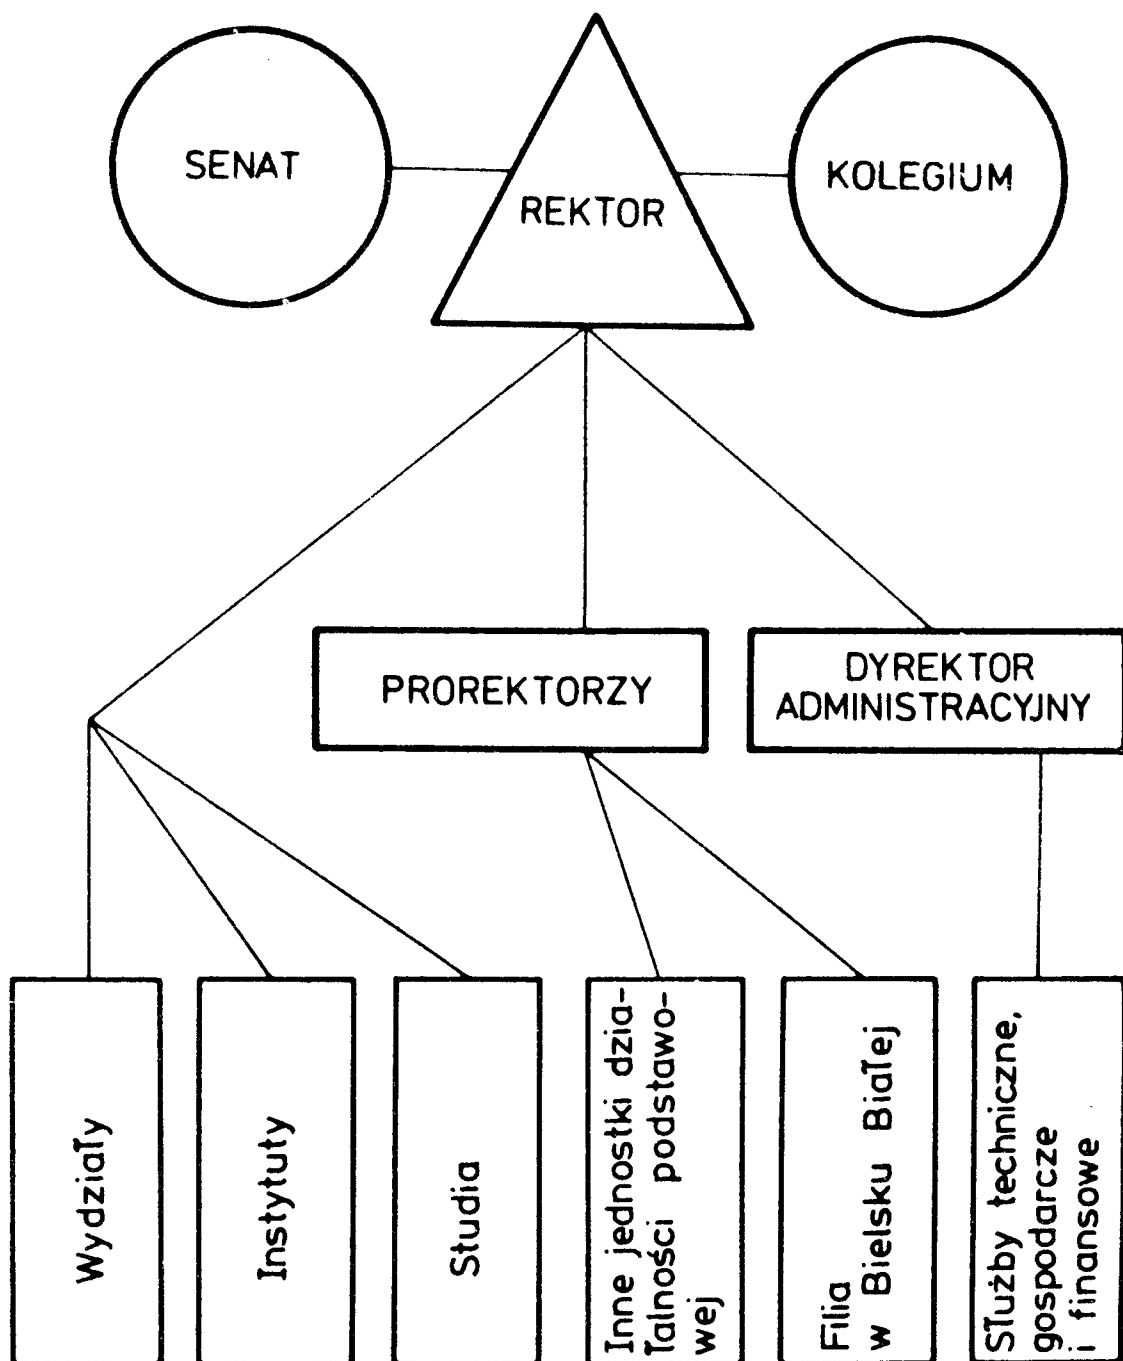 SENAT
REKTOR
KOLEGIUM
PROREKTORZY
DYREKTOR
ADMINISTRACYJNY
Wydziały
Instytuty
Studia
Inne jednostki dzia-
łalności podstawo-
wej
Filia
w Bielsku Białej
Służby techniczne,
gospodarcze
i finansowe